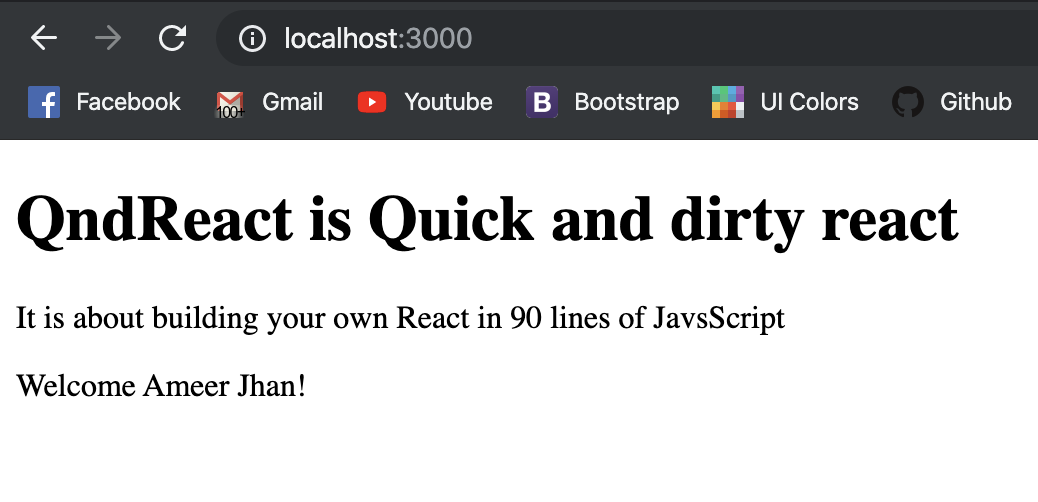 localhost:3000
Facebook 100+ Gmail Youtube B Bootstrap UI Colors Github
QndReact is Quick and dirty react
It is about building your own React in 90 lines of JavsScript
Welcome Ameer Jhan!